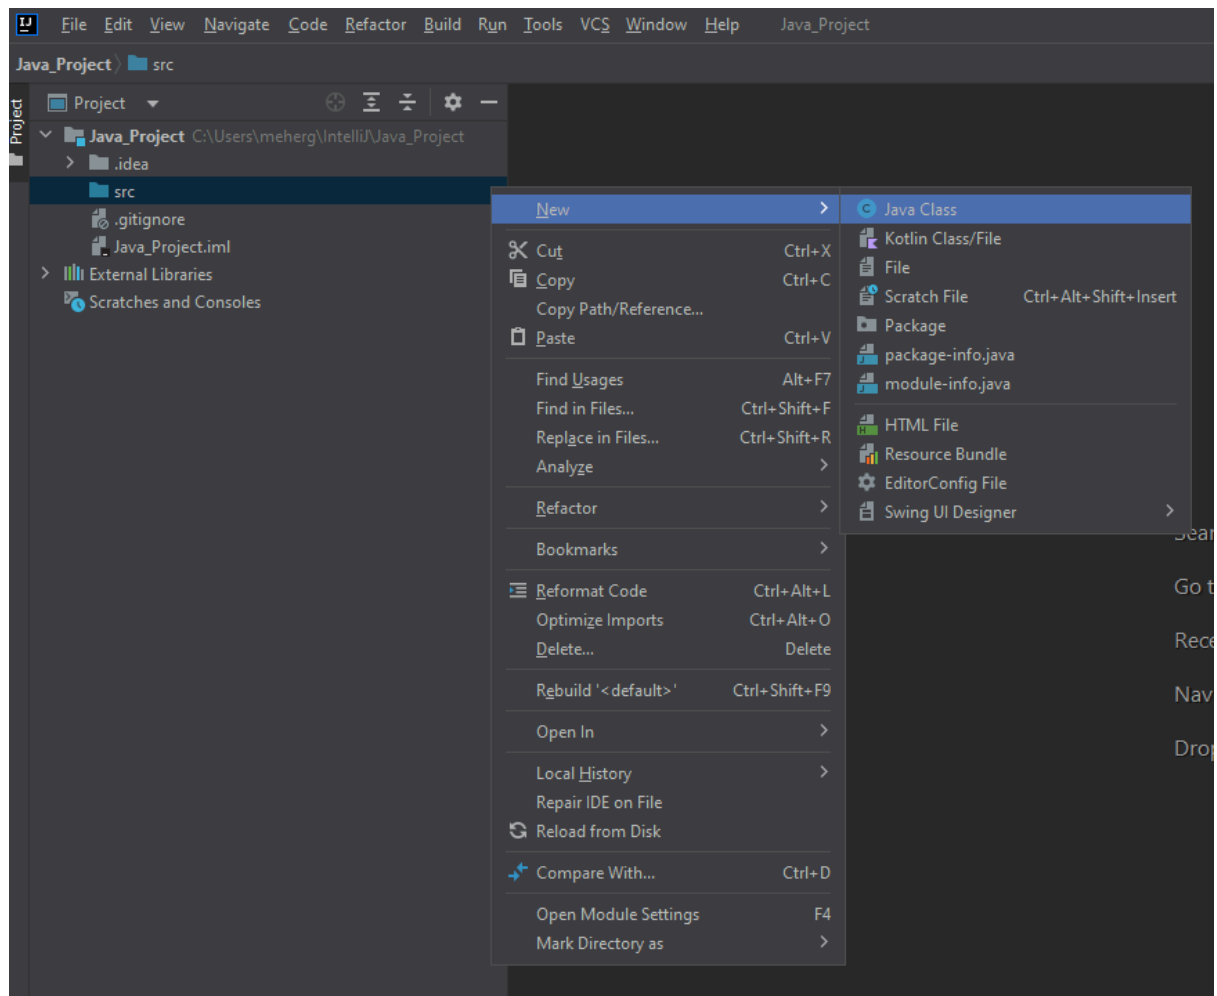 IJ File Edit View Navigate Code Refactor Build Run Tools VCS Window Help Java_Project
Java_Project src
Project
Project
Java_Project C:\Users\meherg\IntelliJ\Java_Project
.idea
src
.gitignore
Java_Project.iml
External Libraries
Scratches and Consoles
New
Cut Ctrl+X
Copy Ctrl+C
Copy Path/Reference...
Paste Ctrl+V
Find Usages Alt+F7
Find in Files... Ctrl+Shift+F
Replace in Files... Ctrl+Shift+R
Analyze
Refactor
Bookmarks
Reformat Code Ctrl+Alt+L
Optimize Imports Ctrl+Alt+O
Delete... Delete
Rebuild '<default>' Ctrl+Shift+F9
Open In
Local History
Repair IDE on File
Reload from Disk
Compare With... Ctrl+D
Open Module Settings F4
Mark Directory as
Java Class
Kotlin Class/File
File
Scratch File Ctrl+Alt+Shift+Insert
Package
package-info.java
module-info.java
HTML File
Resource Bundle
EditorConfig File
Swing UI Designer
Go t
Rece
Nav
Drop